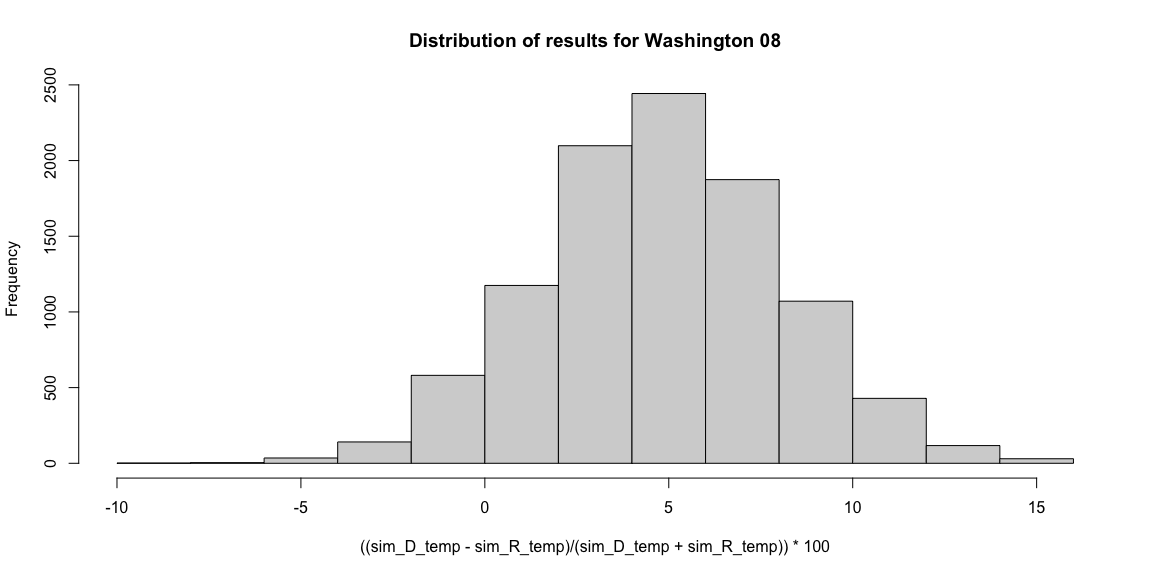 Distribution of results for Washington 08
2500
2000
1500
1000
500
0
Frequency
-10 -5 0 5 10 15
((sim_D_temp - sim_R_temp)/(sim_D_temp + sim_R_temp)) * 100